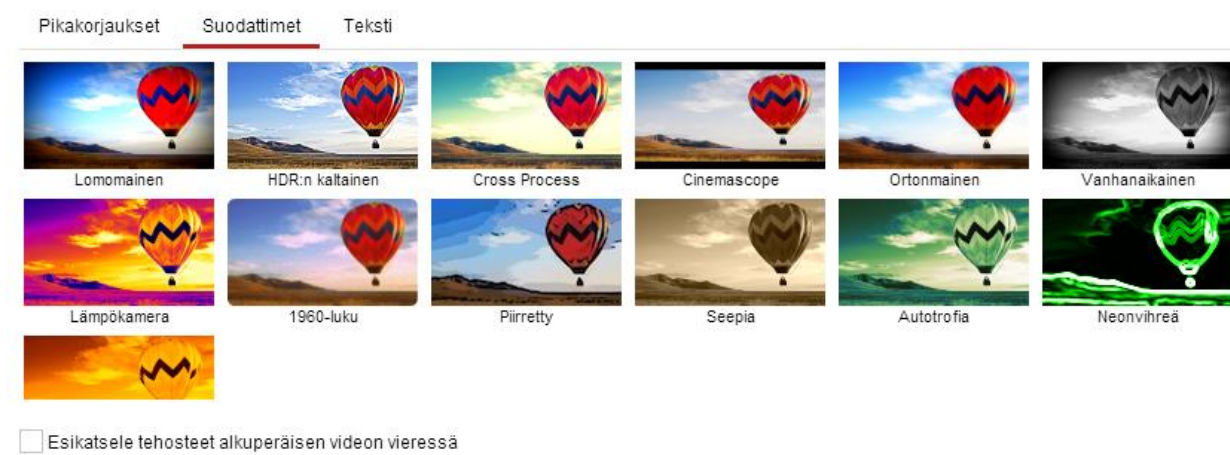 Pikakorjaukset Suodattimet Teksti
Lomomainen HDR:n kaltainen Cross Process Cinemascope Ortonmainen Vanhanaikainen
Lämpökamera 1960-luku Piirretty Seepia Autotrofia Neonvihreä
Esikatsele tehosteet alkuperäisen videon vieressä